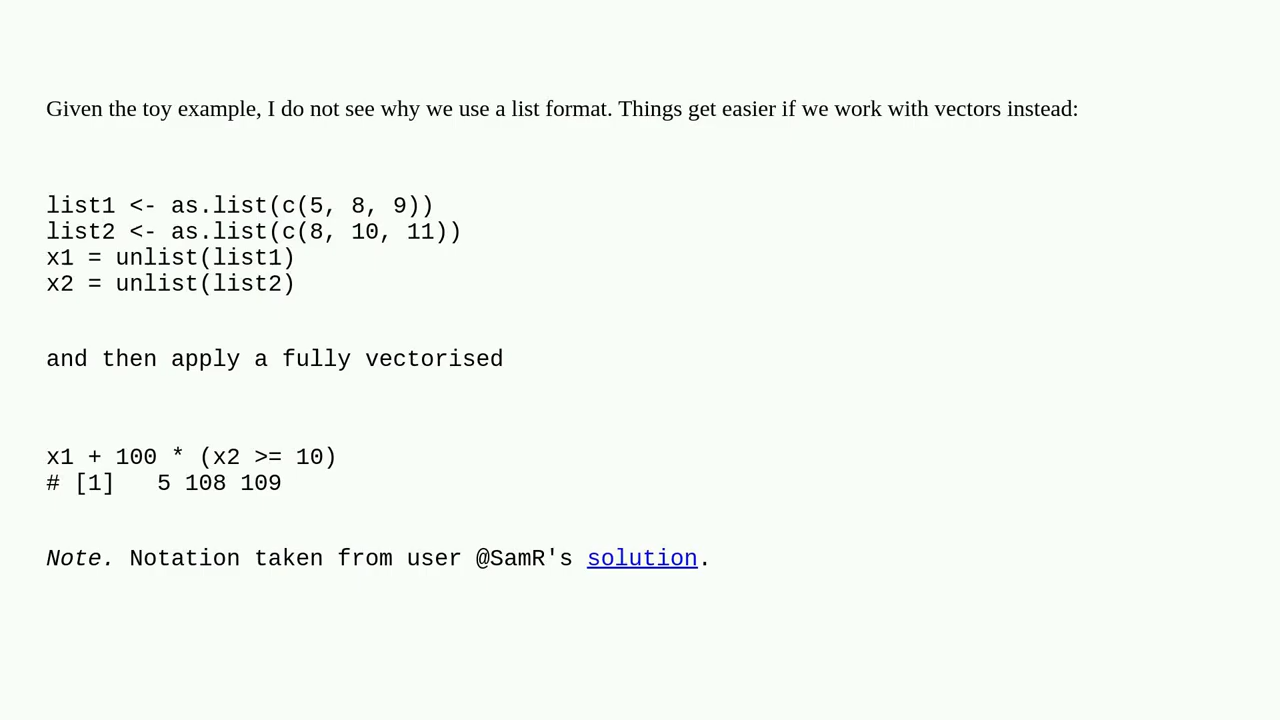 Given the toy example, I do not see why we use a list format. Things get easier if we work with vectors instead:
list1 <- as.list(c(5, 8, 9))
list2 <- as.list(c(8, 10, 11))
x1 = unlist(list1)
x2 = unlist(list2)
and then apply a fully vectorised
x1 + 100 * (x2 >= 10)
# [1]   5 108 109
Note. Notation taken from user @SamR's solution.